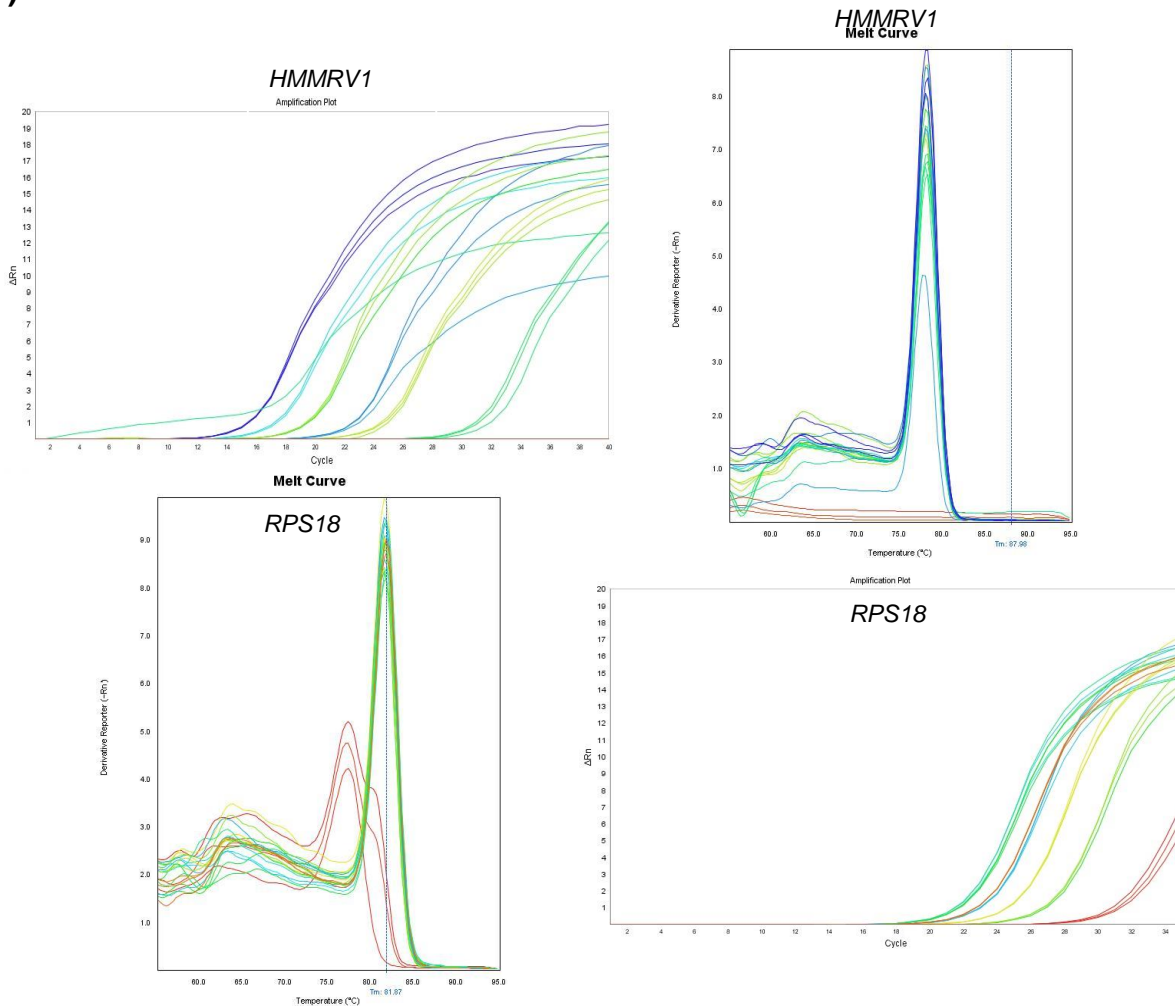 )
HMMRV1
Amplification Plot
20
19
18
17
16
15
14
13
12
11
10
9
8
7
6
5
4
3
2
1
ΔRn
2 4 6 8 10 12 14 16 18 20 22 24 26 28 30 32 34 36 38 40
Cycle
HMMRV1
Melt Curve
8.0
7.0
6.0
5.0
4.0
3.0
2.0
1.0
Derivative Reporter (-Rn')
60.0 65.0 70.0 75.0 80.0 85.0 90.0 95.0
Tm: 87.98
Temperature (°C)
Melt Curve
RPS18
9.0
8.0
7.0
6.0
5.0
4.0
3.0
2.0
1.0
Derivative Reporter (-Rn')
60.0 65.0 70.0 75.0 80.0 85.0 90.0 95.0
Tm: 81.87
Temperature (°C)
Amplification Plot
RPS18
20
19
18
17
16
15
14
13
12
11
10
9
8
7
6
5
4
3
2
1
ΔRn
2 4 6 8 10 12 14 16 18 20 22 24 26 28 30 32 34
Cycle